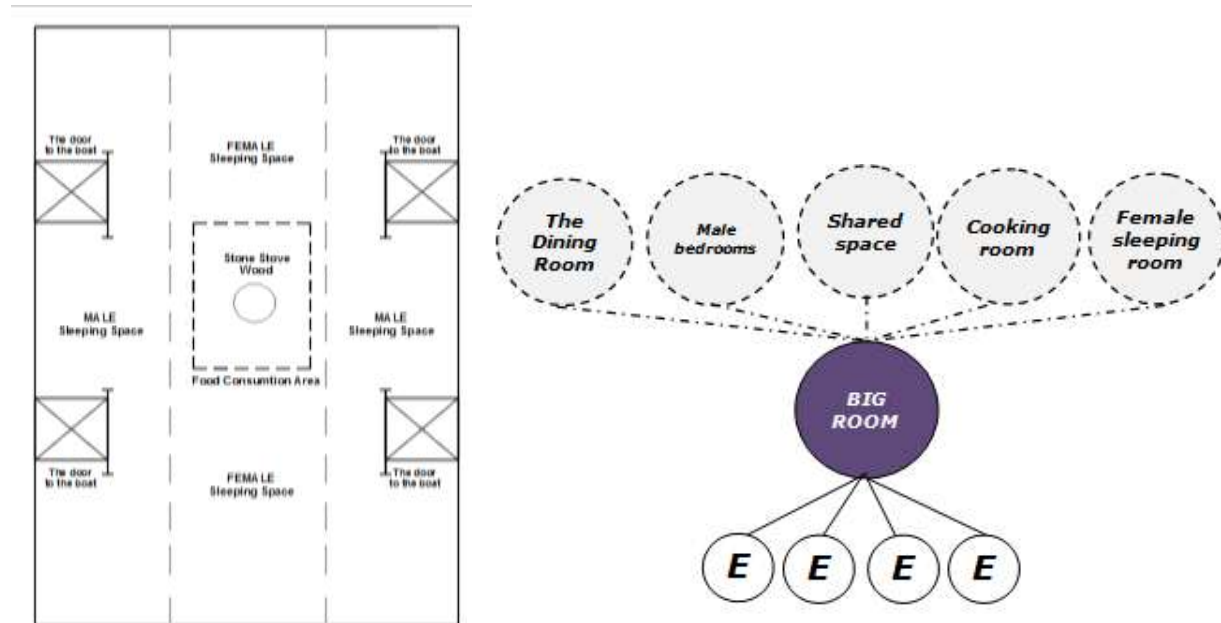 The door
to the boat
The door
to the boat
FEMALE
Sleeping Space
Stone Stove
Wood
MALE
Sleeping Space
MALE
Sleeping Space
Food Consumtion Area
The door
to the boat
FEMALE
Sleeping Space
The door
to the boat
The
Dining
Room
Male
bedrooms
Shared
space
Cooking
room
Female
sleeping
room
BIG
ROOM
E
E
E
E